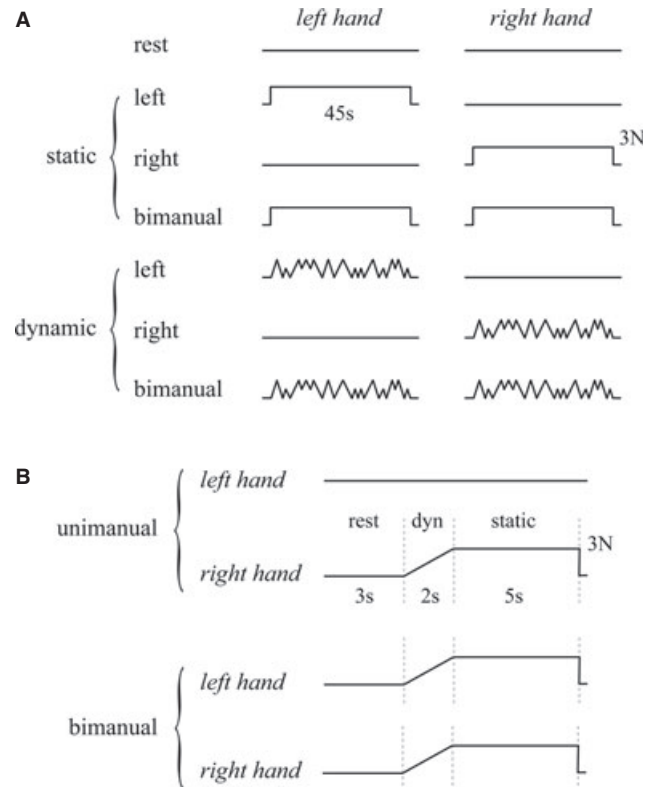 A
left hand right hand
rest
left
45s
static
right
3N
bimanual
left
dynamic
right
bimanual
B
left hand
unimanual
rest dyn static
3N
right hand
3s 2s 5s
left hand
bimanual
right hand